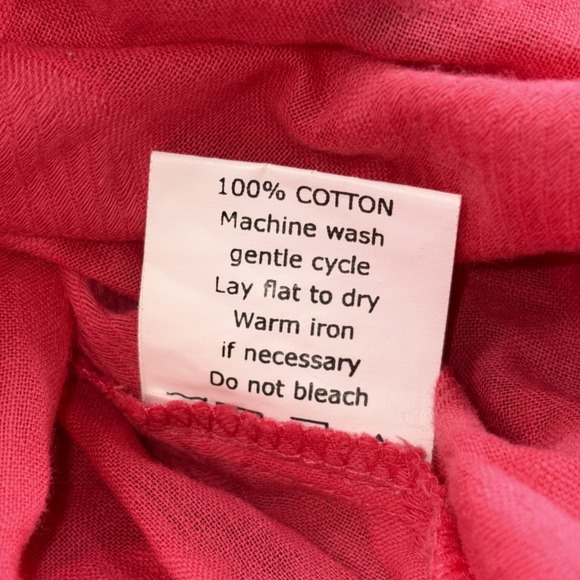 100% COTTON
Machine wash
gentle cycle
Lay flat to dry
Warm iron
if necessary
Do not bleach